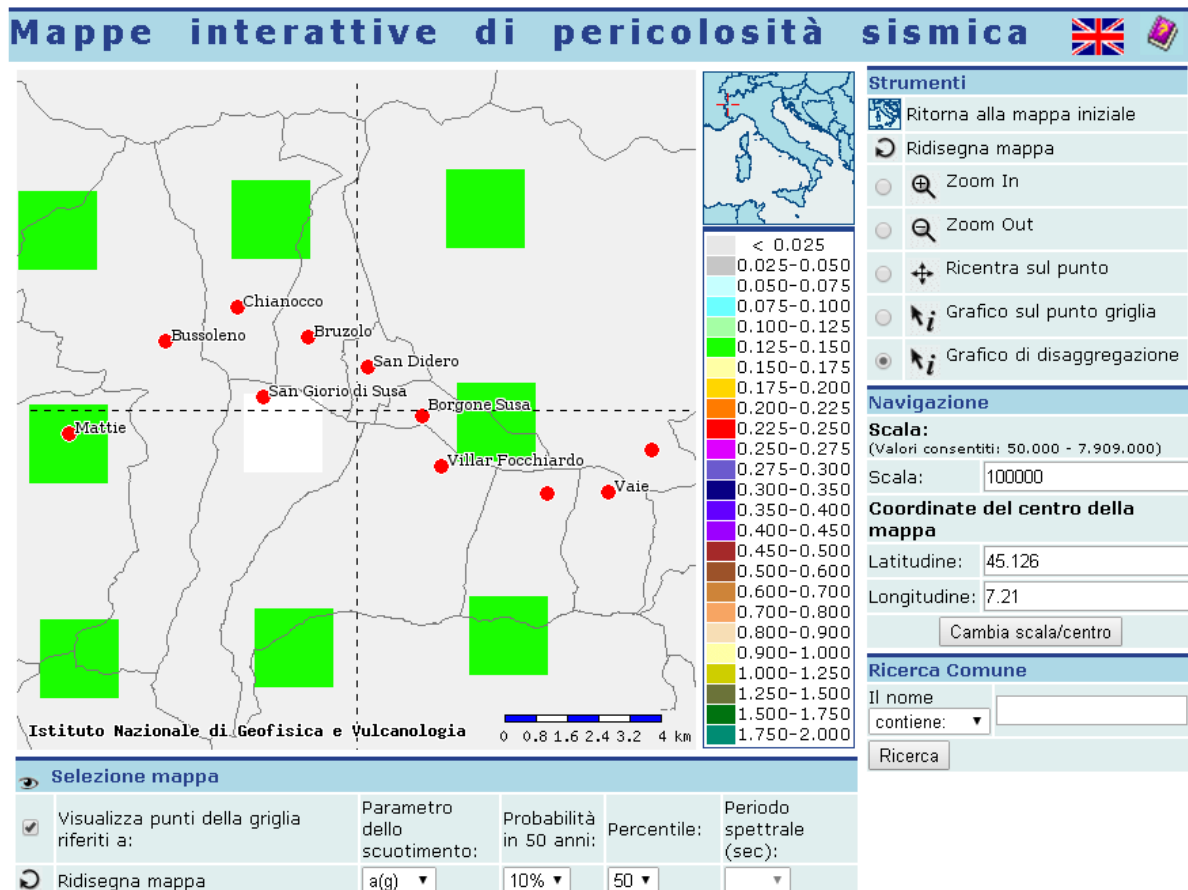 Mappe interattive di pericolosità sismica
Chianocco
Bussoleno
Bruzolo
San Didero
San Giorio di Susa
Borgone Susa
Mattie
Villar Focchiardo
Vaie
Istituto Nazionale di Geofisica e Vulcanologia
0 0.8 1.6 2.4 3.2 4 km
< 0.025
0.025-0.050
0.050-0.075
0.075-0.100
0.100-0.125
0.125-0.150
0.150-0.175
0.175-0.200
0.200-0.225
0.225-0.250
0.250-0.275
0.275-0.300
0.300-0.350
0.350-0.400
0.400-0.450
0.450-0.500
0.500-0.600
0.600-0.700
0.700-0.800
0.800-0.900
0.900-1.000
1.000-1.250
1.250-1.500
1.500-1.750
1.750-2.000
Strumenti
Ritorna alla mappa iniziale
Ridisegna mappa
Zoom In
Zoom Out
Ricentra sul punto
i Grafico sul punto griglia
i Grafico di disaggregazione
Navigazione
Scala:
(Valori consentiti: 50.000 - 7.909.000)
Scala: 100000
Coordinate del centro della
mappa
Latitudine: 45.126
Longitudine: 7.21
Cambia scala/centro
Ricerca Comune
Il nome
contiene:
Ricerca
Selezione mappa
Visualizza punti della griglia
riferiti a:
Parametro
dello
scuotimento:
Probabilità
in 50 anni:
Percentile:
Periodo
spettrale
(sec):
Ridisegna mappa
a(g)
10%
50